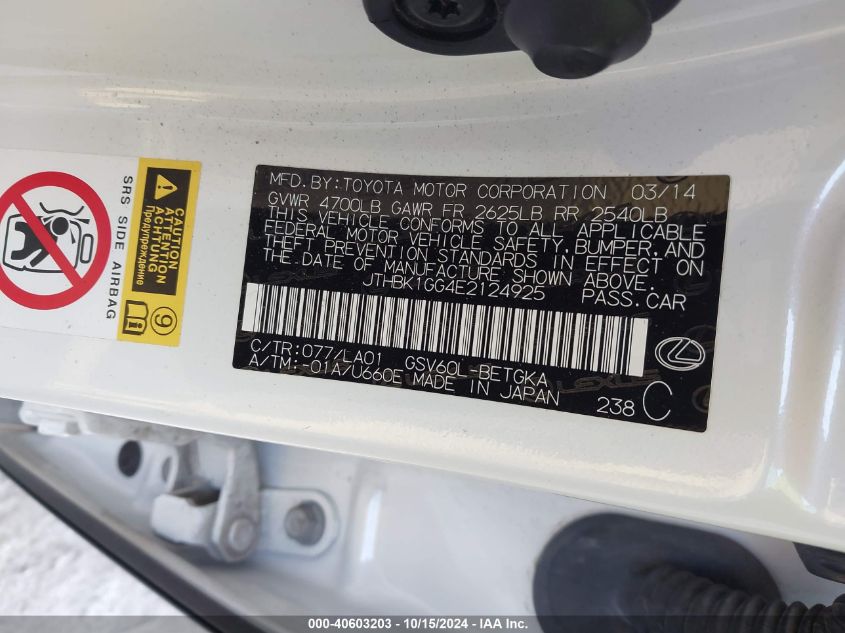 SRS SIDE AIRBAG
CAUTION
ATTENTION
ACHTUNG
Предупреждение
9
MFD. BY: TOYOTA MOTOR CORPORATION 03/14
GVWR 4700LB GAWR FR 2625LB RR 2540LB
THIS VEHICLE CONFORMS TO ALL APPLICABLE
FEDERAL MOTOR VEHICLE SAFETY, BUMPER, AND
THEFT PREVENTION STANDARDS IN EFFECT ON
THE DATE OF MANUFACTURE SHOWN ABOVE.
JTHBK1GG4E2124925 PASS.CAR
C/TR:077/LA01 GSV60L-BETGKA
A/TM:-01A/U660E MADE IN JAPAN
LEXUS
238 C
000-40603203 - 10/15/2024 - IAA Inc.